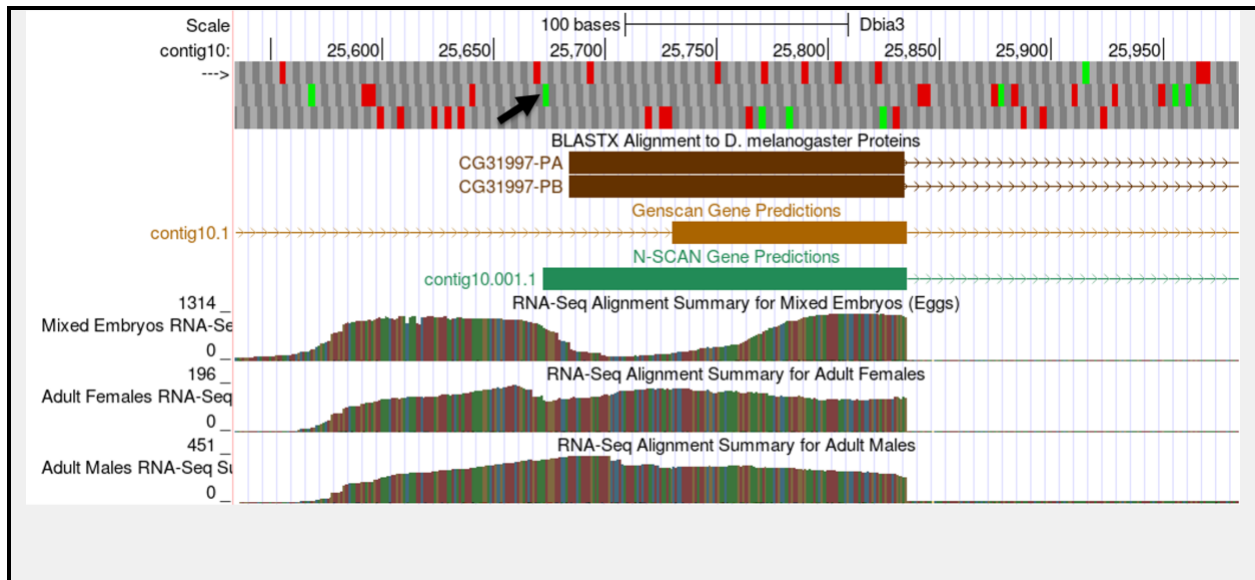 Scale 100 bases Dbia3
contig10: 25,600 25,650 25,700 25,750 25,800 25,850 25,900 25,950
--->
BLASTX Alignment to D. melanogaster Proteins
CG31997-PA
CG31997-PB
Genscan Gene Predictions
contig10.1
N-SCAN Gene Predictions
contig10.001.1
RNA-Seq Alignment Summary for Mixed Embryos (Eggs)
1314 _
Mixed Embryos RNA-Se
0 _
RNA-Seq Alignment Summary for Adult Females
196 _
Adult Females RNA-Seq
0 _
RNA-Seq Alignment Summary for Adult Males
451 _
Adult Males RNA-Seq Su
0 _